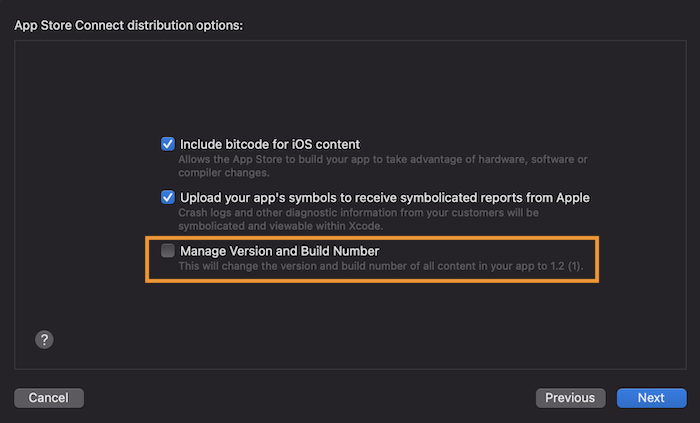 App Store Connect distribution options:
Include bitcode for iOS content
Allows the App Store to build your app to take advantage of hardware, software or
compiler changes.
Upload your app's symbols to receive symbolicated reports from Apple
Crash logs and other diagnostic information from your customers will be
symbolicated and viewable within Xcode.
Manage Version and Build Number
This will change the version and build number of all content in your app to 1.2 (1).
?
Cancel
Previous
Next